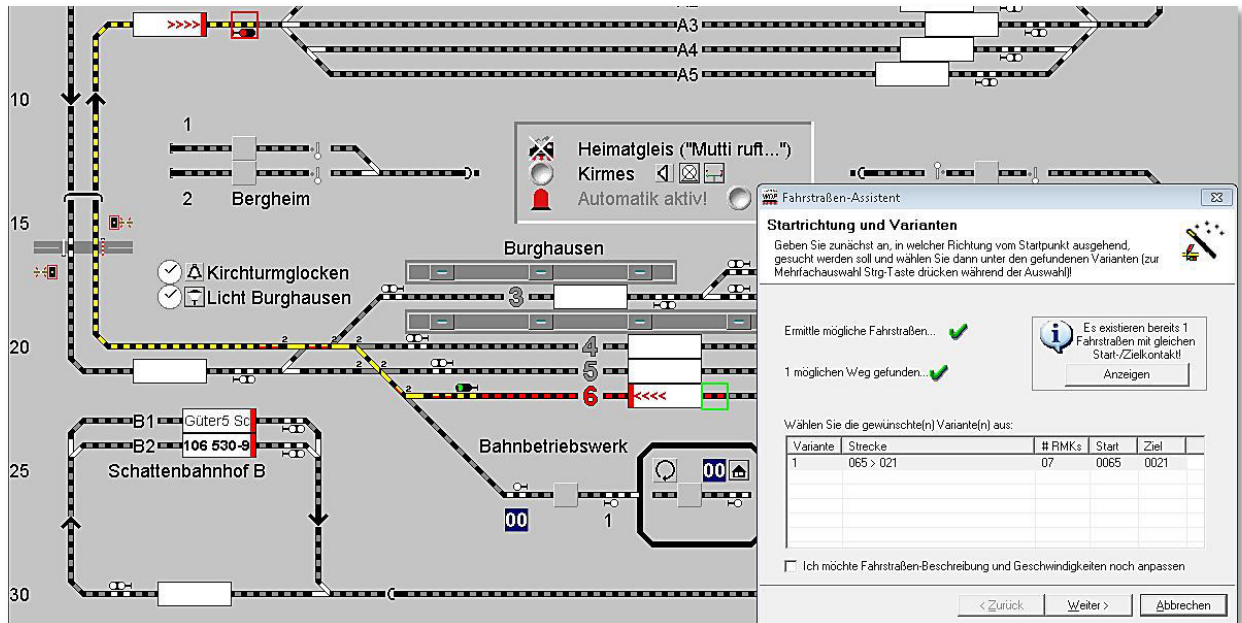 >>>>
A3
A4
A5
10
1
2
Bergheim
Heimatgleis ("Mutti ruft...")
Kirmes
Automatik aktiv!
15
Kirchturmglocken
Licht Burghausen
Burghausen
3
20
2
2
2
2
2
4
5
6
<<<<
B1
Güter5 Sc
B2
106 530-9
Schattenbahnhof B
25
Bahnbetriebswerk
00
00
1
30
WDP
Fahrstraßen-Assistent
Startrichtung und Varianten
Geben Sie zunächst an, in welcher Richtung vom Startpunkt ausgehend,
gesucht werden soll und wählen Sie dann unter den gefundenen Varianten (zur
Mehrfachauswahl Strg-Taste drücken während der Auswahl)!
Ermittle mögliche Fahrstraßen...
1 möglichen Weg gefunden...
Es existieren bereits 1
Fahrstraßen mit gleichen
Start-/Zielkontakt!
Anzeigen
Wählen Sie die gewünschte(n) Variante(n) aus:
Variante Strecke # RMKs Start Ziel
1 065 > 021 07 0065 0021
Ich möchte Fahrstraßen-Beschreibung und Geschwindigkeiten noch anpassen
< Zurück Weiter > Abbrechen